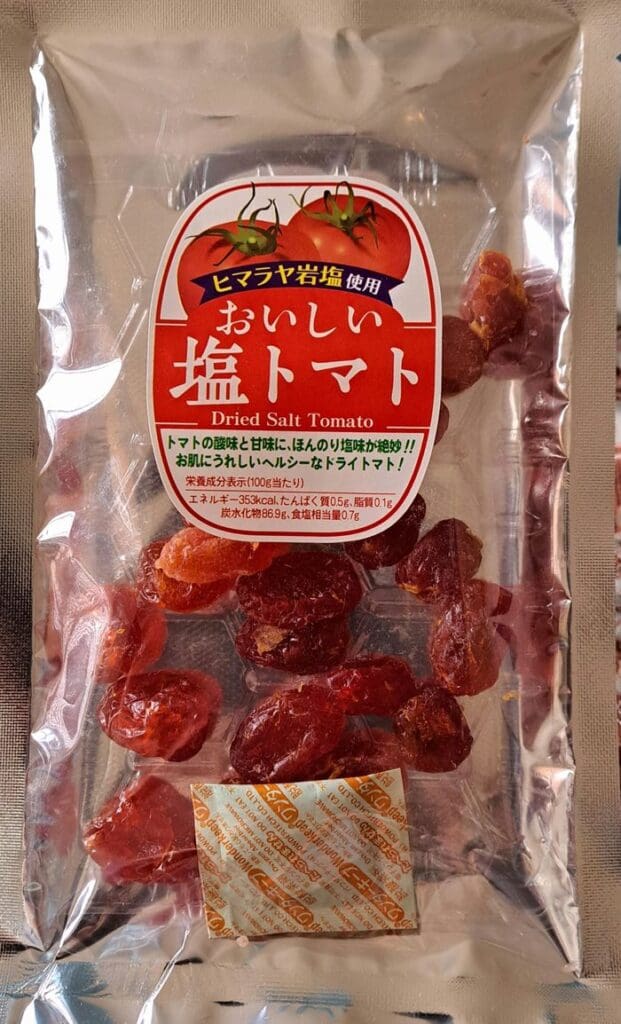 ヒマラヤ岩塩使用
おいしい
塩トマト
Dried Salt Tomato
トマトの酸味と甘味に、ほんのり塩味が絶妙!!
お肌にうれしいヘルシーなドライトマト!
栄養成分表示(100g当たり)
エネルギー353kcal、たんぱく質0.5g、脂質0.1g
炭水化物86.9g、食塩相当量0.7g